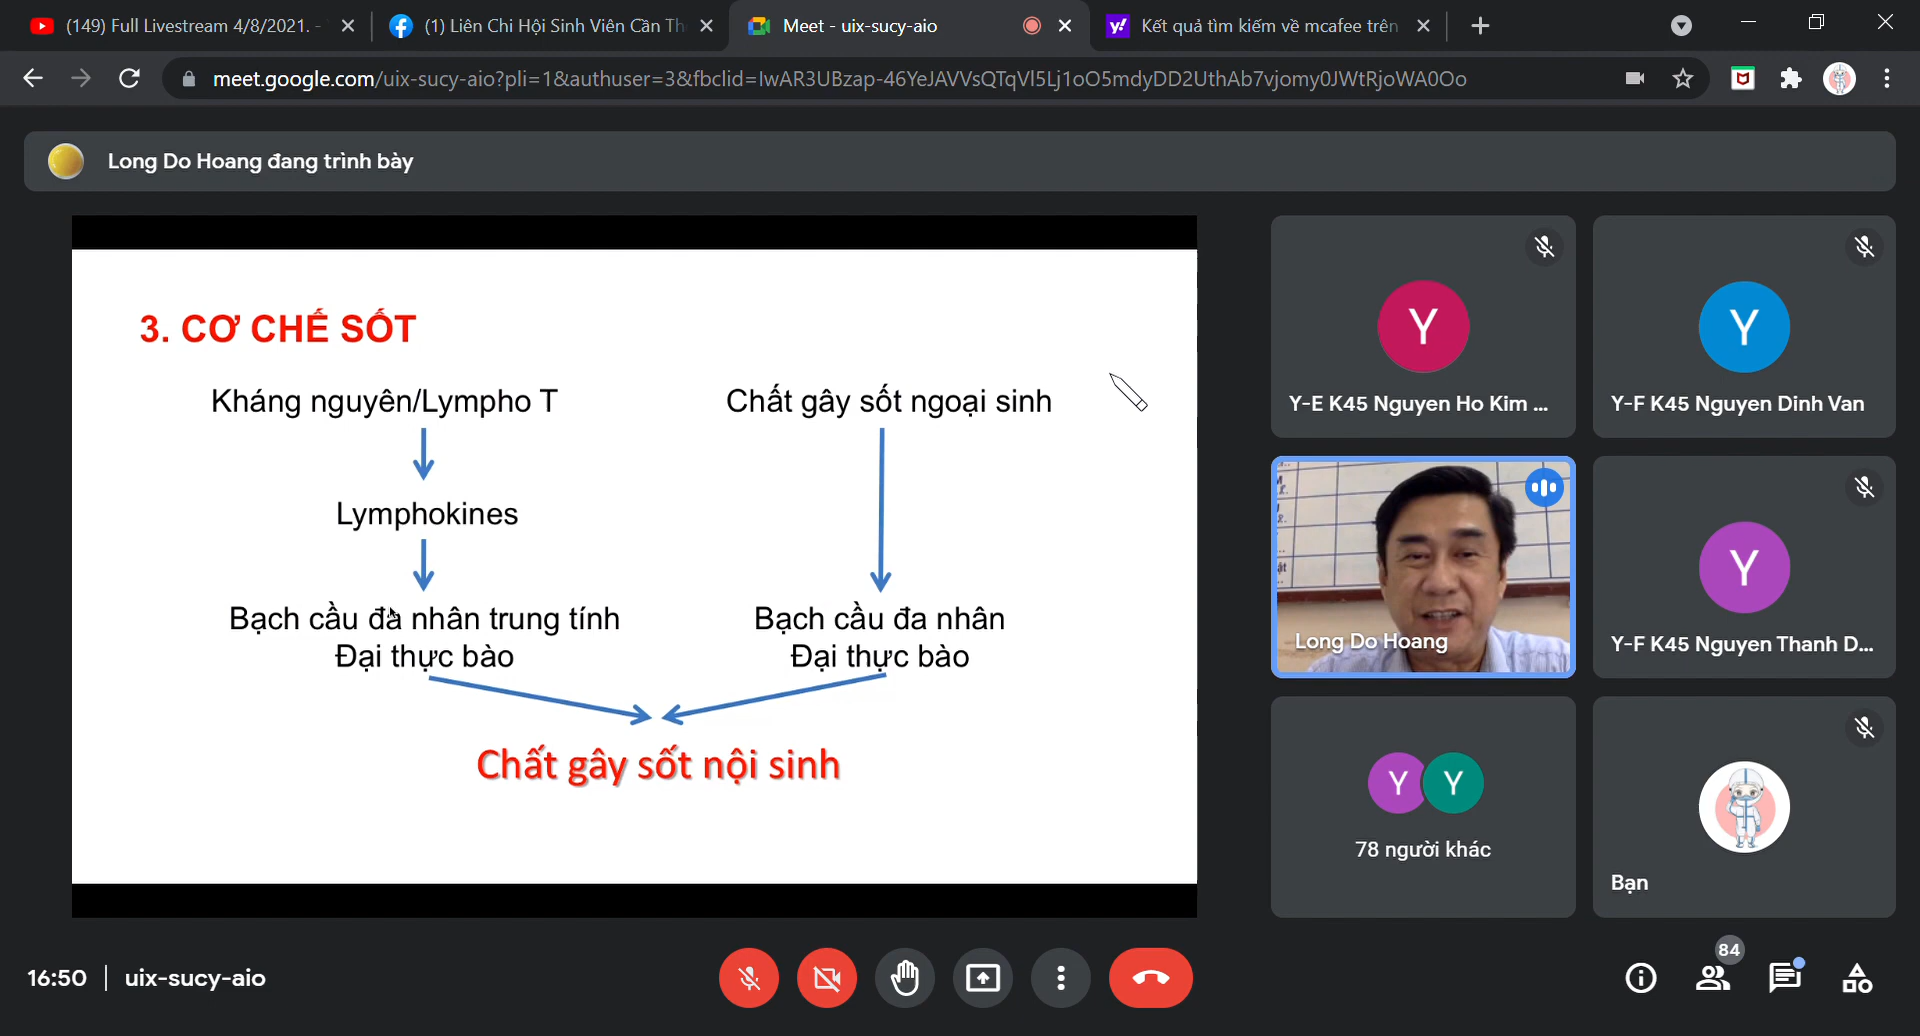 (149) Full Livestream 4/8/2021. -
(1) Liên Chi Hội Sinh Viên Cần Th
Meet - uix-sucy-aio
Kết quả tìm kiếm về mcafee trên
meet.google.com/uix-sucy-aio?pli=1&authuser=3&fbclid=IwAR3UBzap-46YeJAVVsQTqVl5Lj1oO5mdyDD2UthAb7vjomy0JWtRjoWA0Oo
Long Do Hoang đang trình bày
3. CƠ CHẾ SỐT
Kháng nguyên/Lympho T
Chất gây sốt ngoại sinh
Lymphokines
Bạch cầu đa nhân trung tính
Đại thực bào
Bạch cầu đa nhân
Đại thực bào
Chất gây sốt nội sinh
Y
Y-E K45 Nguyen Ho Kim ...
Y
Y-F K45 Nguyen Dinh Van
Long Do Hoang
Y
Y-F K45 Nguyen Thanh D...
Y Y
78 người khác
Bạn
16:50 | uix-sucy-aio
84